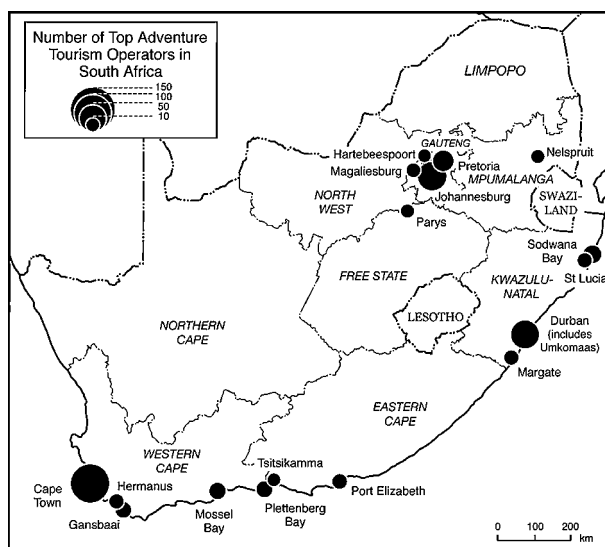 Number of Top Adventure
Tourism Operators in
South Africa
150
100
50
10
LIMPOPO
GAUTENG
Hartebeespoort
Nelspruit
Pretoria
Magaliesburg
MPUMALANGA
NORTH
WEST
Johannesburg
SWAZI-
LAND
Parys
Sodwana
Bay
FREE STATE
KWAZULU-
NATAL
St Lucia
LESOTHO
NORTHERN
CAPE
Durban
(includes
Umkomaas)
Margate
EASTERN
CAPE
WESTERN
CAPE
Tsitsikamma
Cape
Town
Hermanus
Port Elizabeth
Gansbaai
Mossel
Bay
Plettenberg
Bay
0 100 200
km